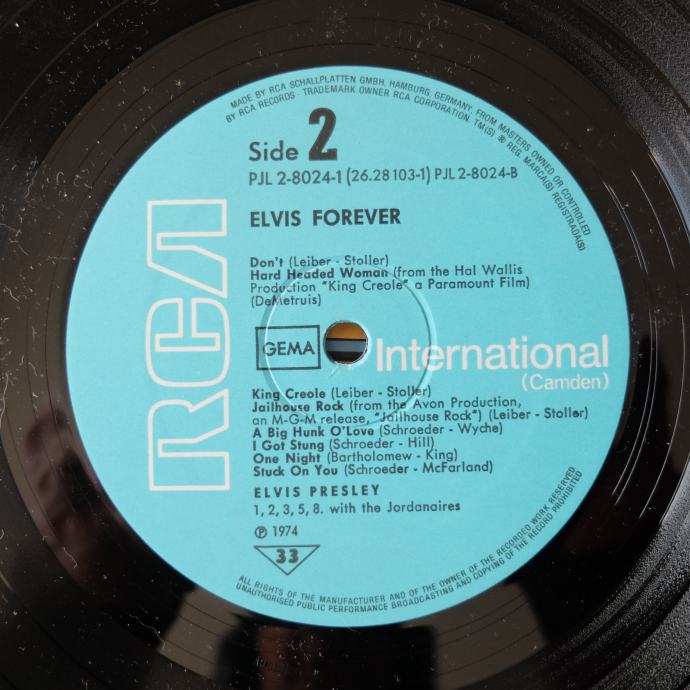 MADE BY RCA SCHALLPLATTEN GMBH, HAMBURG, GERMANY, FROM MASTERS OWNED OR CONTROLLED
BY RCA RECORDS · TRADEMARK OWNER RCA CORPORATION. TM(S) ® REG. MARCA(S) REGISTRADA(S)
Side 2
PJL 2-8024-1 (26.28 103-1) PJL 2-8024-B
ELVIS FOREVER
RCA
Don't (Leiber - Stoller)
Hard Headed Woman (from the Hal Wallis
Production "King Creole" a Paramount Film)
(DeMetruis)
GEMA
International
(Camden)
King Creole (Leiber - Stoller)
Jailhouse Rock (from the Avon Production,
an M-G-M release, "Jailhouse Rock") (Leiber - Stoller)
A Big Hunk O'Love (Schroeder - Wyche)
I Got Stung (Schroeder - Hill)
One Night (Bartholomew - King)
Stuck On You (Schroeder - McFarland)
ELVIS PRESLEY
1, 2, 3, 5, 8. with the Jordanaires
℗ 1974
33
ALL RIGHTS OF THE MANUFACTURER AND OF THE OWNER OF THE RECORDED WORK RESERVED
UNAUTHORISED PUBLIC PERFORMANCE BROADCASTING AND COPYING OF THE RECORD PROHIBITED